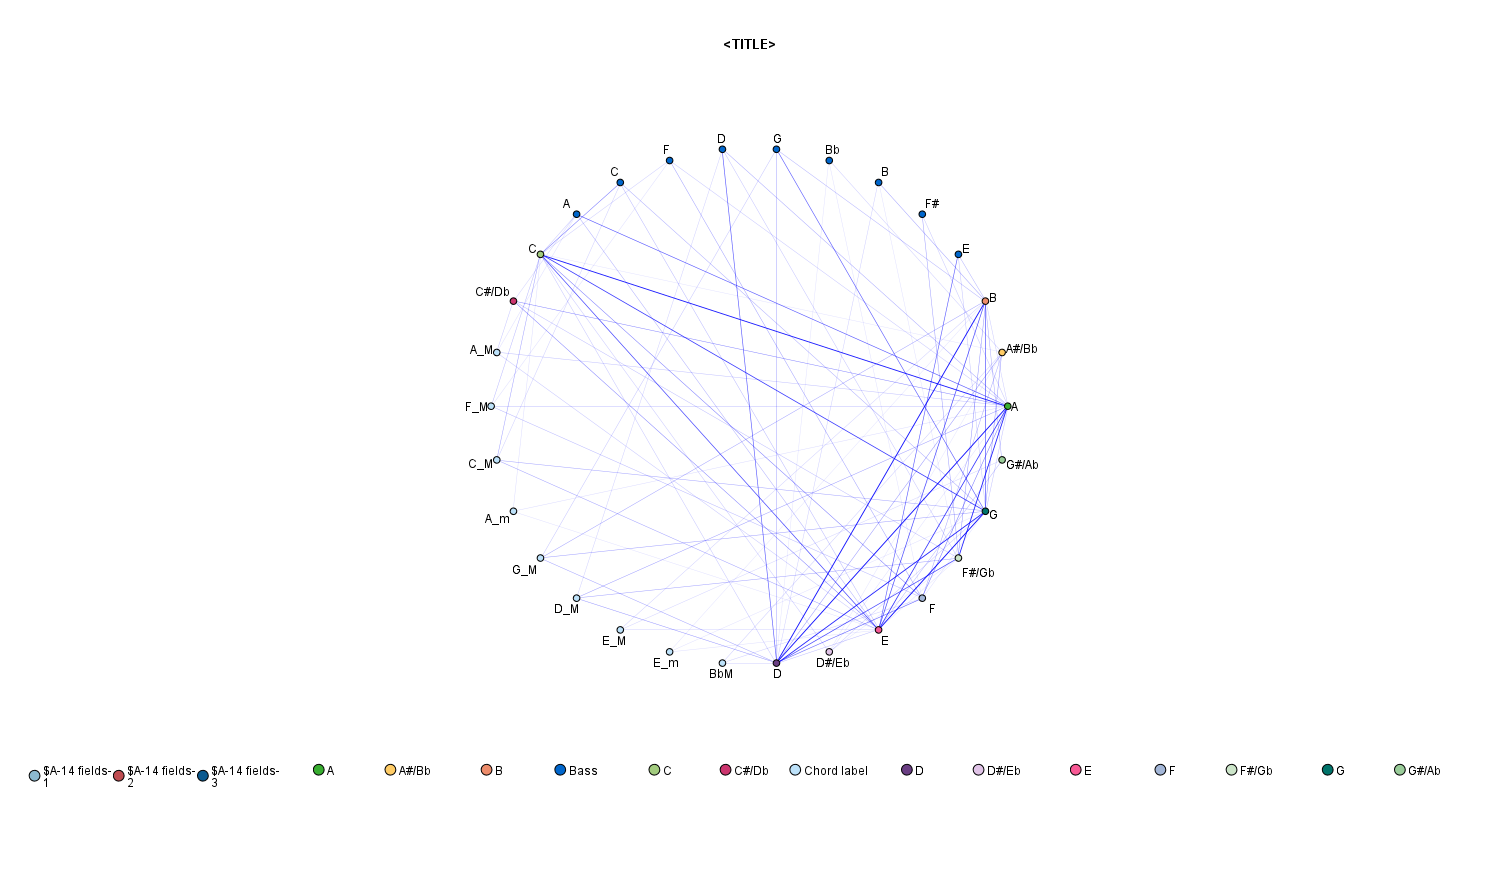 <TITLE>
D
G
F
Bb
C
B
A
F#
C
E
C#/Db
B
A_M
A#/Bb
F_M
A
C_M
G#/Ab
A_m
G
G_M
F#/Gb
D_M
F
E_M
E
E_m
D#/Eb
BbM
D
$A-14 fields-
1
$A-14 fields-
2
$A-14 fields-
3
A
A#/Bb
B
Bass
C
C#/Db
Chord label
D
D#/Eb
E
F
F#/Gb
G
G#/Ab